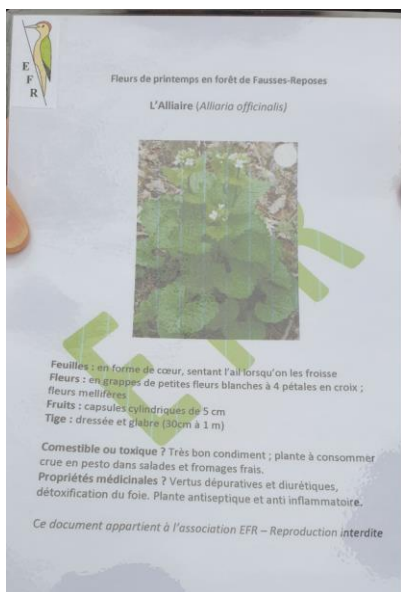 E
F
R
Fleurs de printemps en forêt de Fausses-Reposes
L'Alliaire (Alliaria officinalis)
EFR
Feuilles : en forme de cœur, sentant l'ail lorsqu'on les froisse
Fleurs : en grappes de petites fleurs blanches à 4 pétales en croix ;
fleurs mellifères
Fruits : capsules cylindriques de 5 cm
Tige : dressée et glabre (30cm à 1 m)
Comestible ou toxique ? Très bon condiment ; plante à consommer
crue en pesto dans salades et fromages frais.
Propriétés médicinales ? Vertus dépuratives et diurétiques,
détoxification du foie. Plante antiseptique et anti inflammatoire.
Ce document appartient à l'association EFR – Reproduction interdite